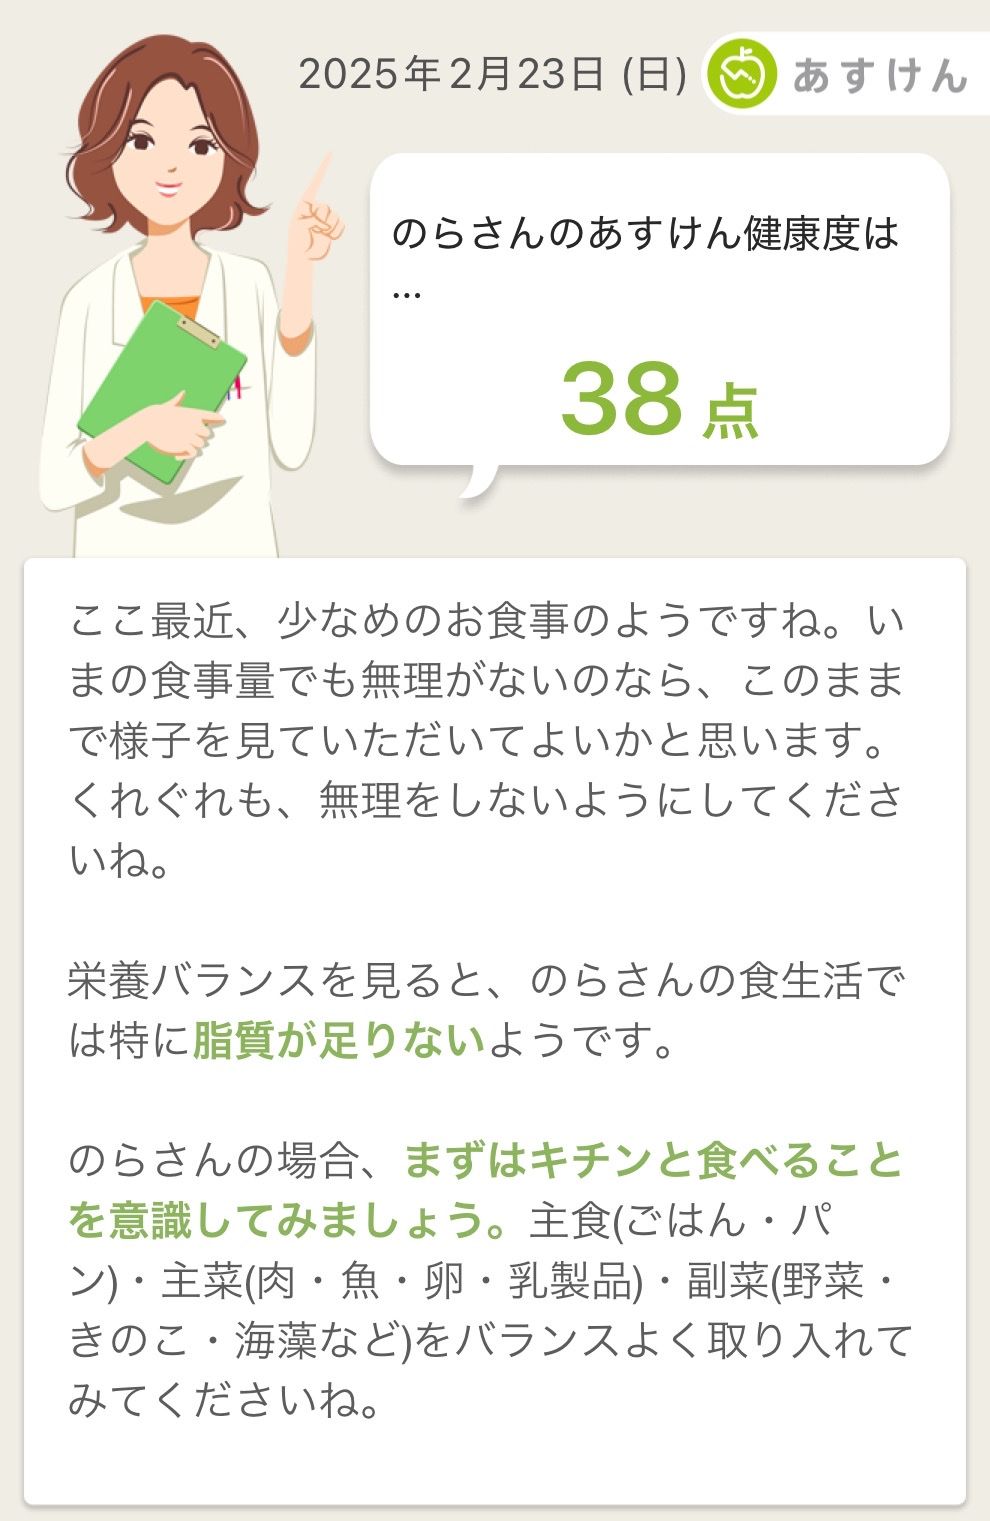 2025年2月23日 (日)
あすけん
のらさんのあすけん健康度は
...
38 点
ここ最近、少なめのお食事のようですね。い
まの食事量でも無理がないのなら、このまま
で様子を見ていただいてよいかと思います。
くれぐれも、無理をしないようにしてくださ
いね。
栄養バランスを見ると、のらさんの食生活で
は特に脂質が足りないようです。
のらさんの場合、まずはキチンと食べること
を意識してみましょう。主食(ごはん・パ
ン)・主菜(肉・魚・卵・乳製品)・副菜(野菜・
きのこ・海藻など)をバランスよく取り入れて
みてくださいね。